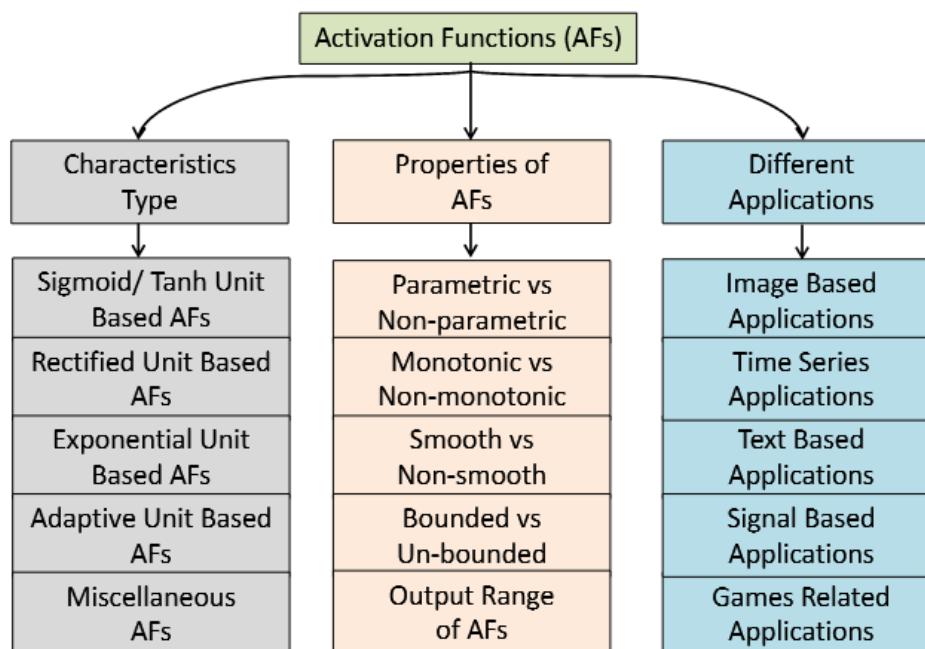 Activation Functions (AFs)
Characteristics
Type
Sigmoid/ Tanh Unit
Based AFs
Rectified Unit Based
AFs
Exponential Unit
Based AFs
Adaptive Unit Based
AFs
Miscellaneous
AFs
Properties of
AFs
Parametric vs
Non-parametric
Monotonic vs
Non-monotonic
Smooth vs
Non-smooth
Bounded vs
Un-bounded
Output Range
of AFs
Different
Applications
Image Based
Applications
Time Series
Applications
Text Based
Applications
Signal Based
Applications
Games Related
Applications